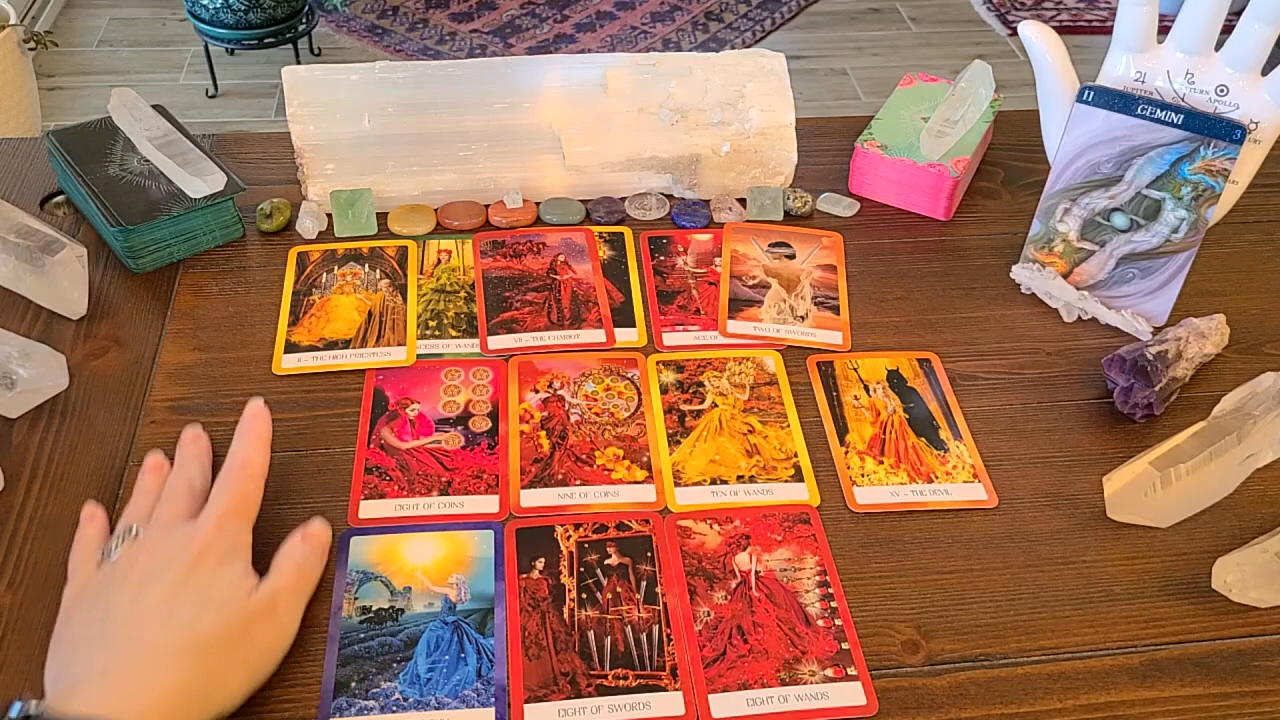 JUPITER
SATURN
APOLLO
11 GEMINI 3
II - THE HIGH PRIESTESS
CESS OF WANDS
VII - THE CHARIOT
ACE OF
TWO OF SWORDS
EIGHT OF COINS
NINE OF COINS
TEN OF WANDS
XV - THE DEVIL
EIGHT OF SWORDS
EIGHT OF WANDS